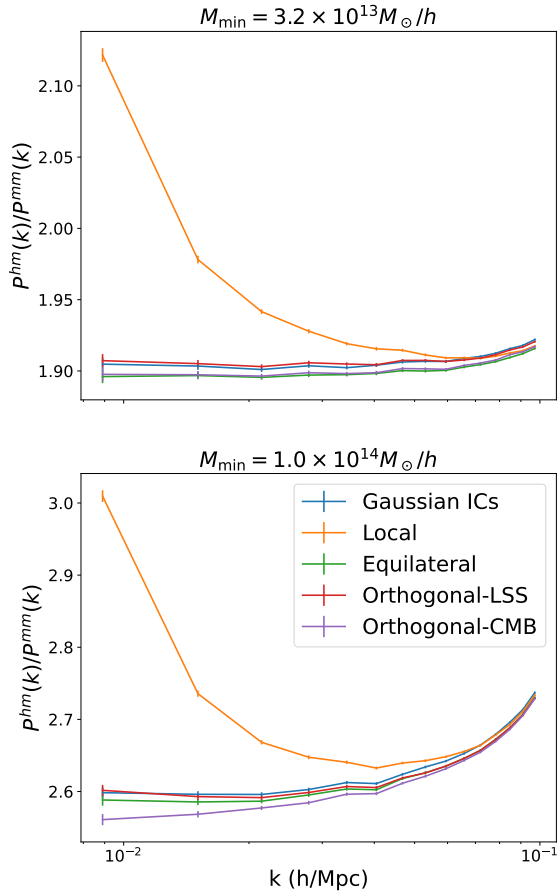 M_min = 3.2 × 10^13 M_⊙/h
P^hm(k)/P^mm(k)
2.10
2.05
2.00
1.95
1.90
M_min = 1.0 × 10^14 M_⊙/h
P^hm(k)/P^mm(k)
3.0
2.9
2.8
2.7
2.6
Gaussian ICs
Local
Equilateral
Orthogonal-LSS
Orthogonal-CMB
10^−2
10^−1
k (h/Mpc)